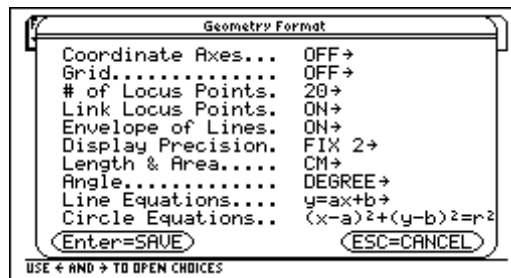 Geometry Format
Coordinate Axes... OFF→
Grid.............. OFF→
# of Locus Points. 20→
Link Locus Points. ON→
Envelope of Lines. ON→
Display Precision. FIX 2→
Length & Area..... CM→
Angle............. DEGREE→
Line Equations.... y=ax+b→
Circle Equations.. (x-a)²+(y-b)²=r²
Enter=SAVE ESC=CANCEL
USE ← AND → TO OPEN CHOICES